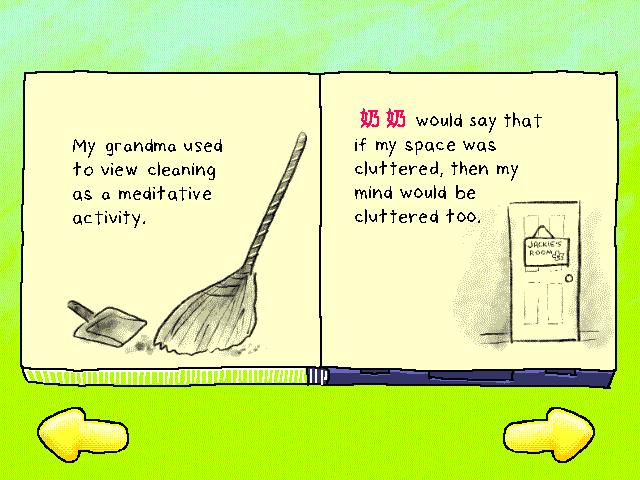 My grandma used
to view cleaning
as a meditative
activity.
奶奶 would say that
if my space was
cluttered, then my
mind would be
cluttered too.
JACKIE'S
ROOM